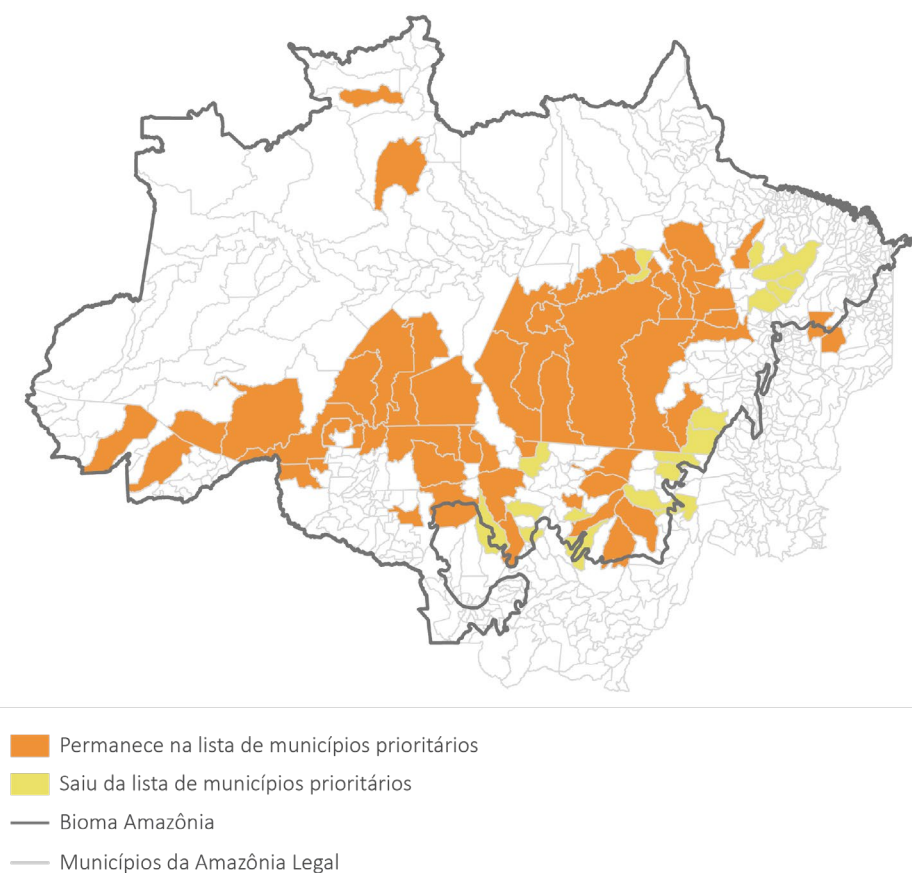 Permanece na lista de municípios prioritários
Saiu da lista de municípios prioritários
Bioma Amazônia
Municípios da Amazônia Legal